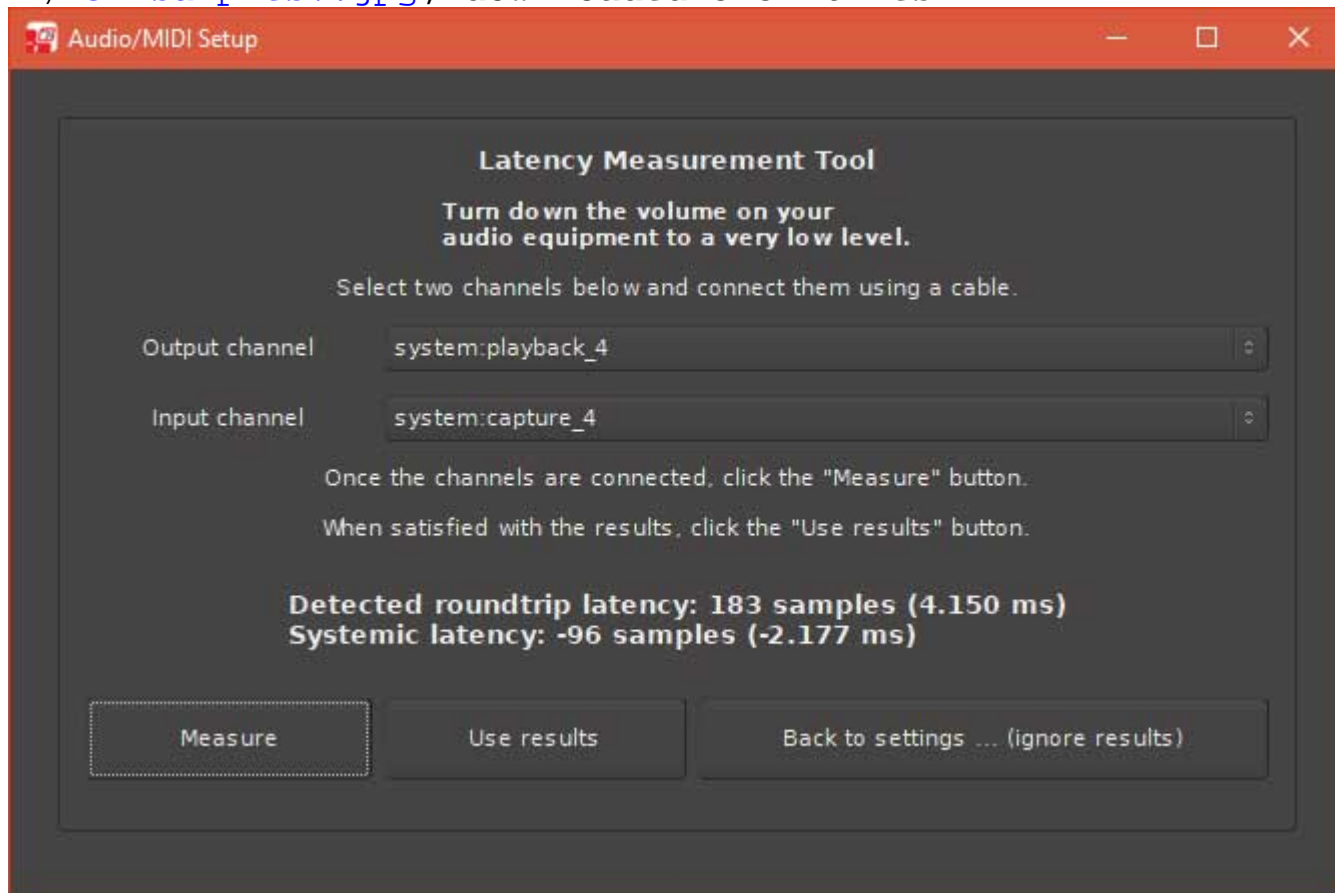 Audio/MIDI Setup
Latency Measurement Tool
Turn down the volume on your
audio equipment to a very low level.
Select two channels below and connect them using a cable.
Output channel
system:playback_4
Input channel
system:capture_4
Once the channels are connected, click the "Measure" button.
When satisfied with the results, click the "Use results" button.
Detected roundtrip latency: 183 samples (4.150 ms)
Systemic latency: -96 samples (-2.177 ms)
Measure
Use results
Back to settings ... (ignore results)